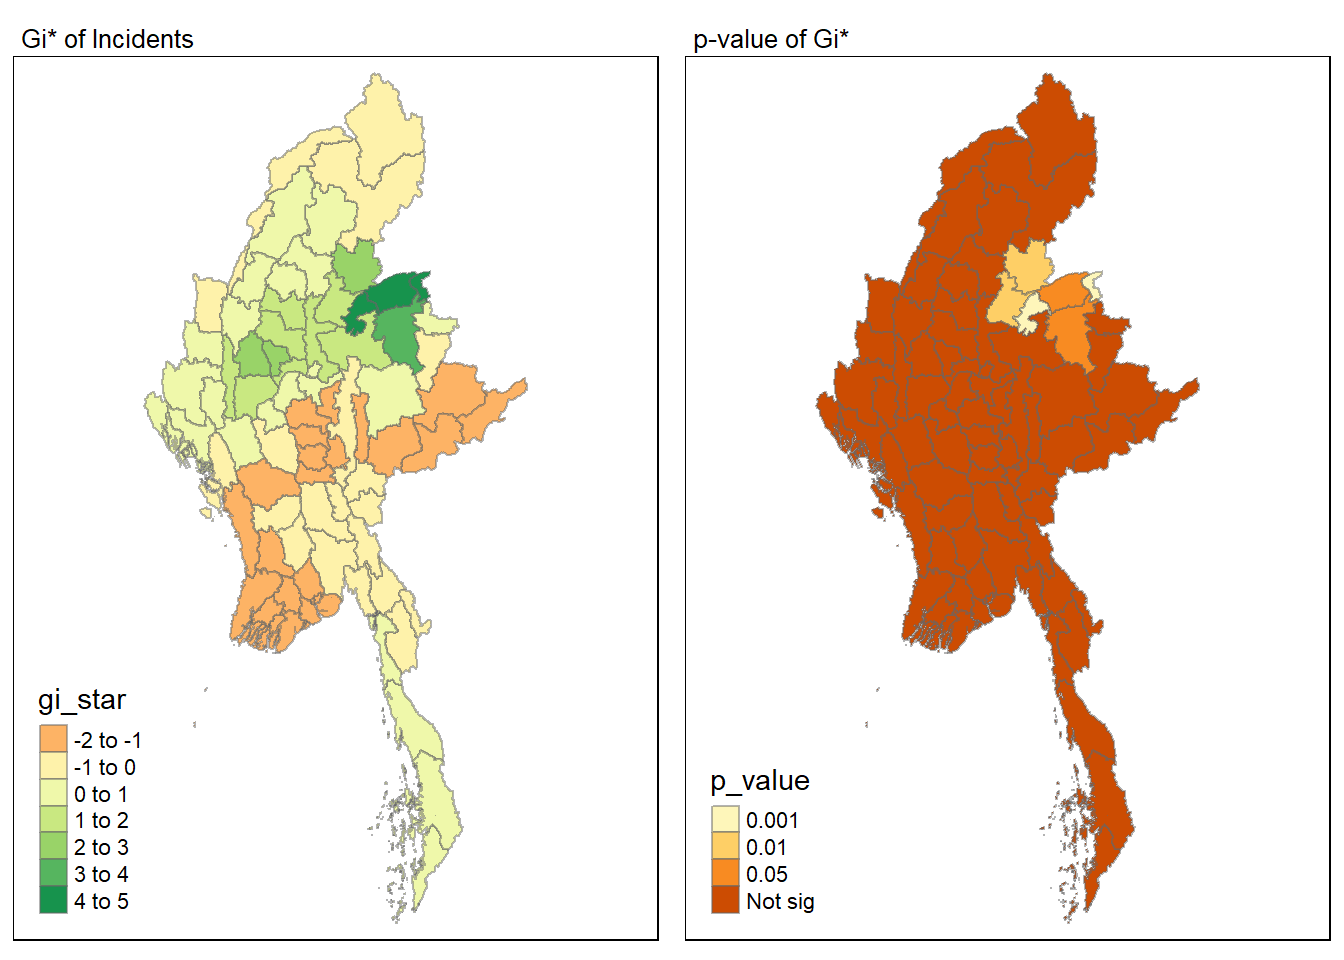 Gi* of Incidents
p-value of Gi*
gi_star
-2 to -1
-1 to 0
0 to 1
1 to 2
2 to 3
3 to 4
4 to 5
p_value
0.001
0.01
0.05
Not sig